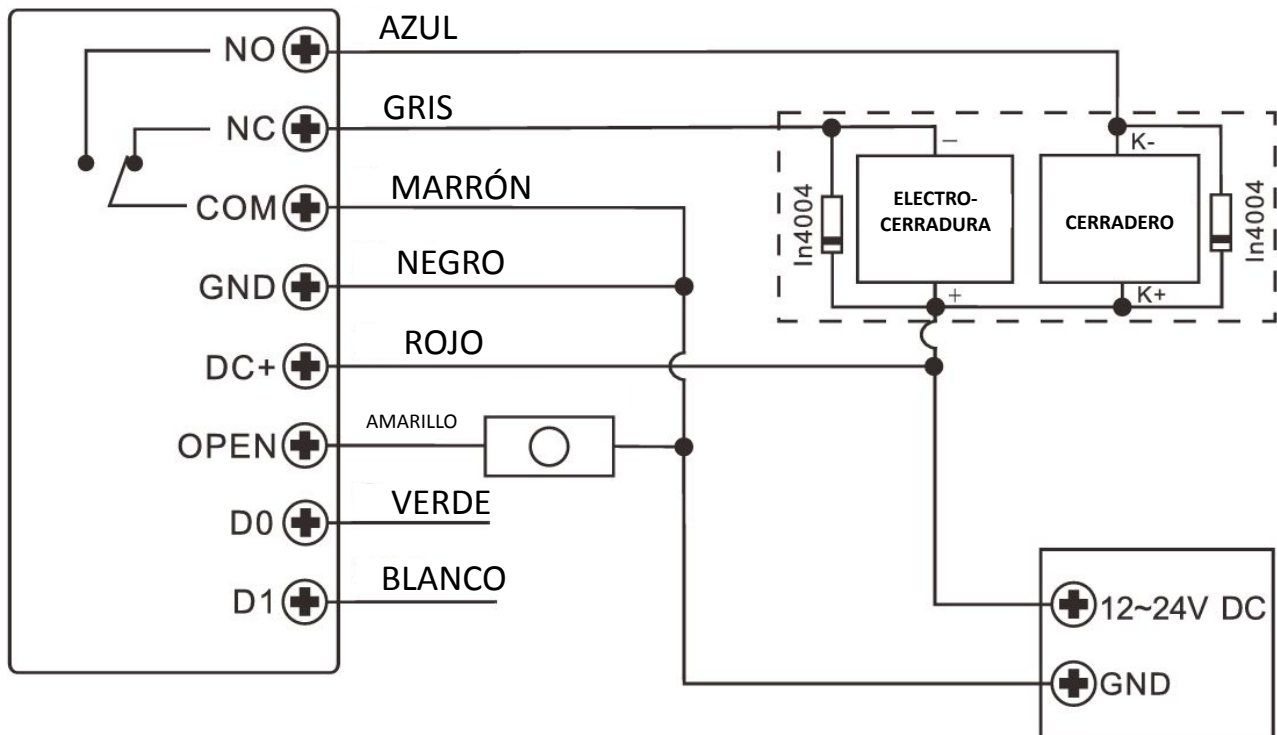 NO AZUL
NC GRIS
COM MARRÓN
GND NEGRO
DC+ ROJO
OPEN AMARILLO
D0 VERDE
D1 BLANCO
In4004
−
ELECTRO-
CERRADURA
+
K-
CERRADERO
K+
In4004
12~24V DC
GND